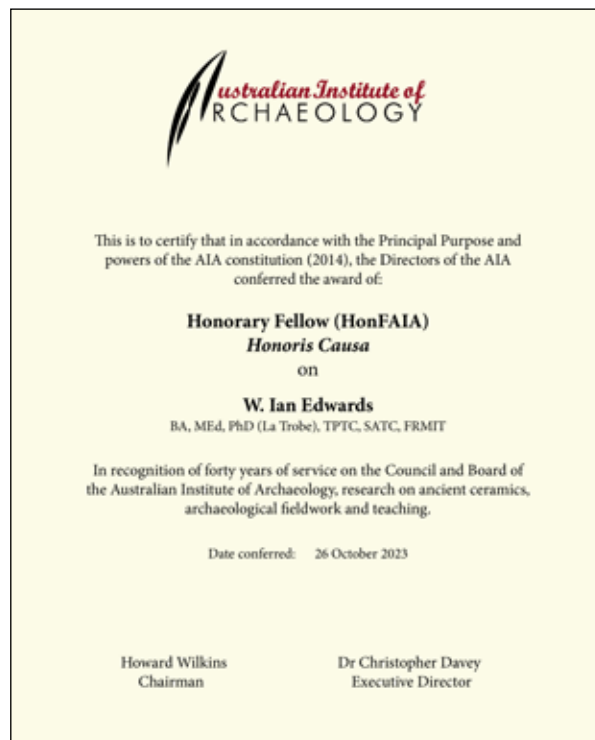 Australian Institute of
ARCHAEOLOGY
This is to certify that in accordance with the Principal Purpose and
powers of the AIA constitution (2014), the Directors of the AIA
conferred the award of:
Honorary Fellow (HonFAIA)
Honoris Causa
on
W. Ian Edwards
BA, MEd, PhD (La Trobe), TPTC, SATC, FRMIT
In recognition of forty years of service on the Council and Board of
the Australian Institute of Archaeology, research on ancient ceramics,
archaeological fieldwork and teaching.
Date conferred: 26 October 2023
Howard Wilkins Dr Christopher Davey
Chairman Executive Director